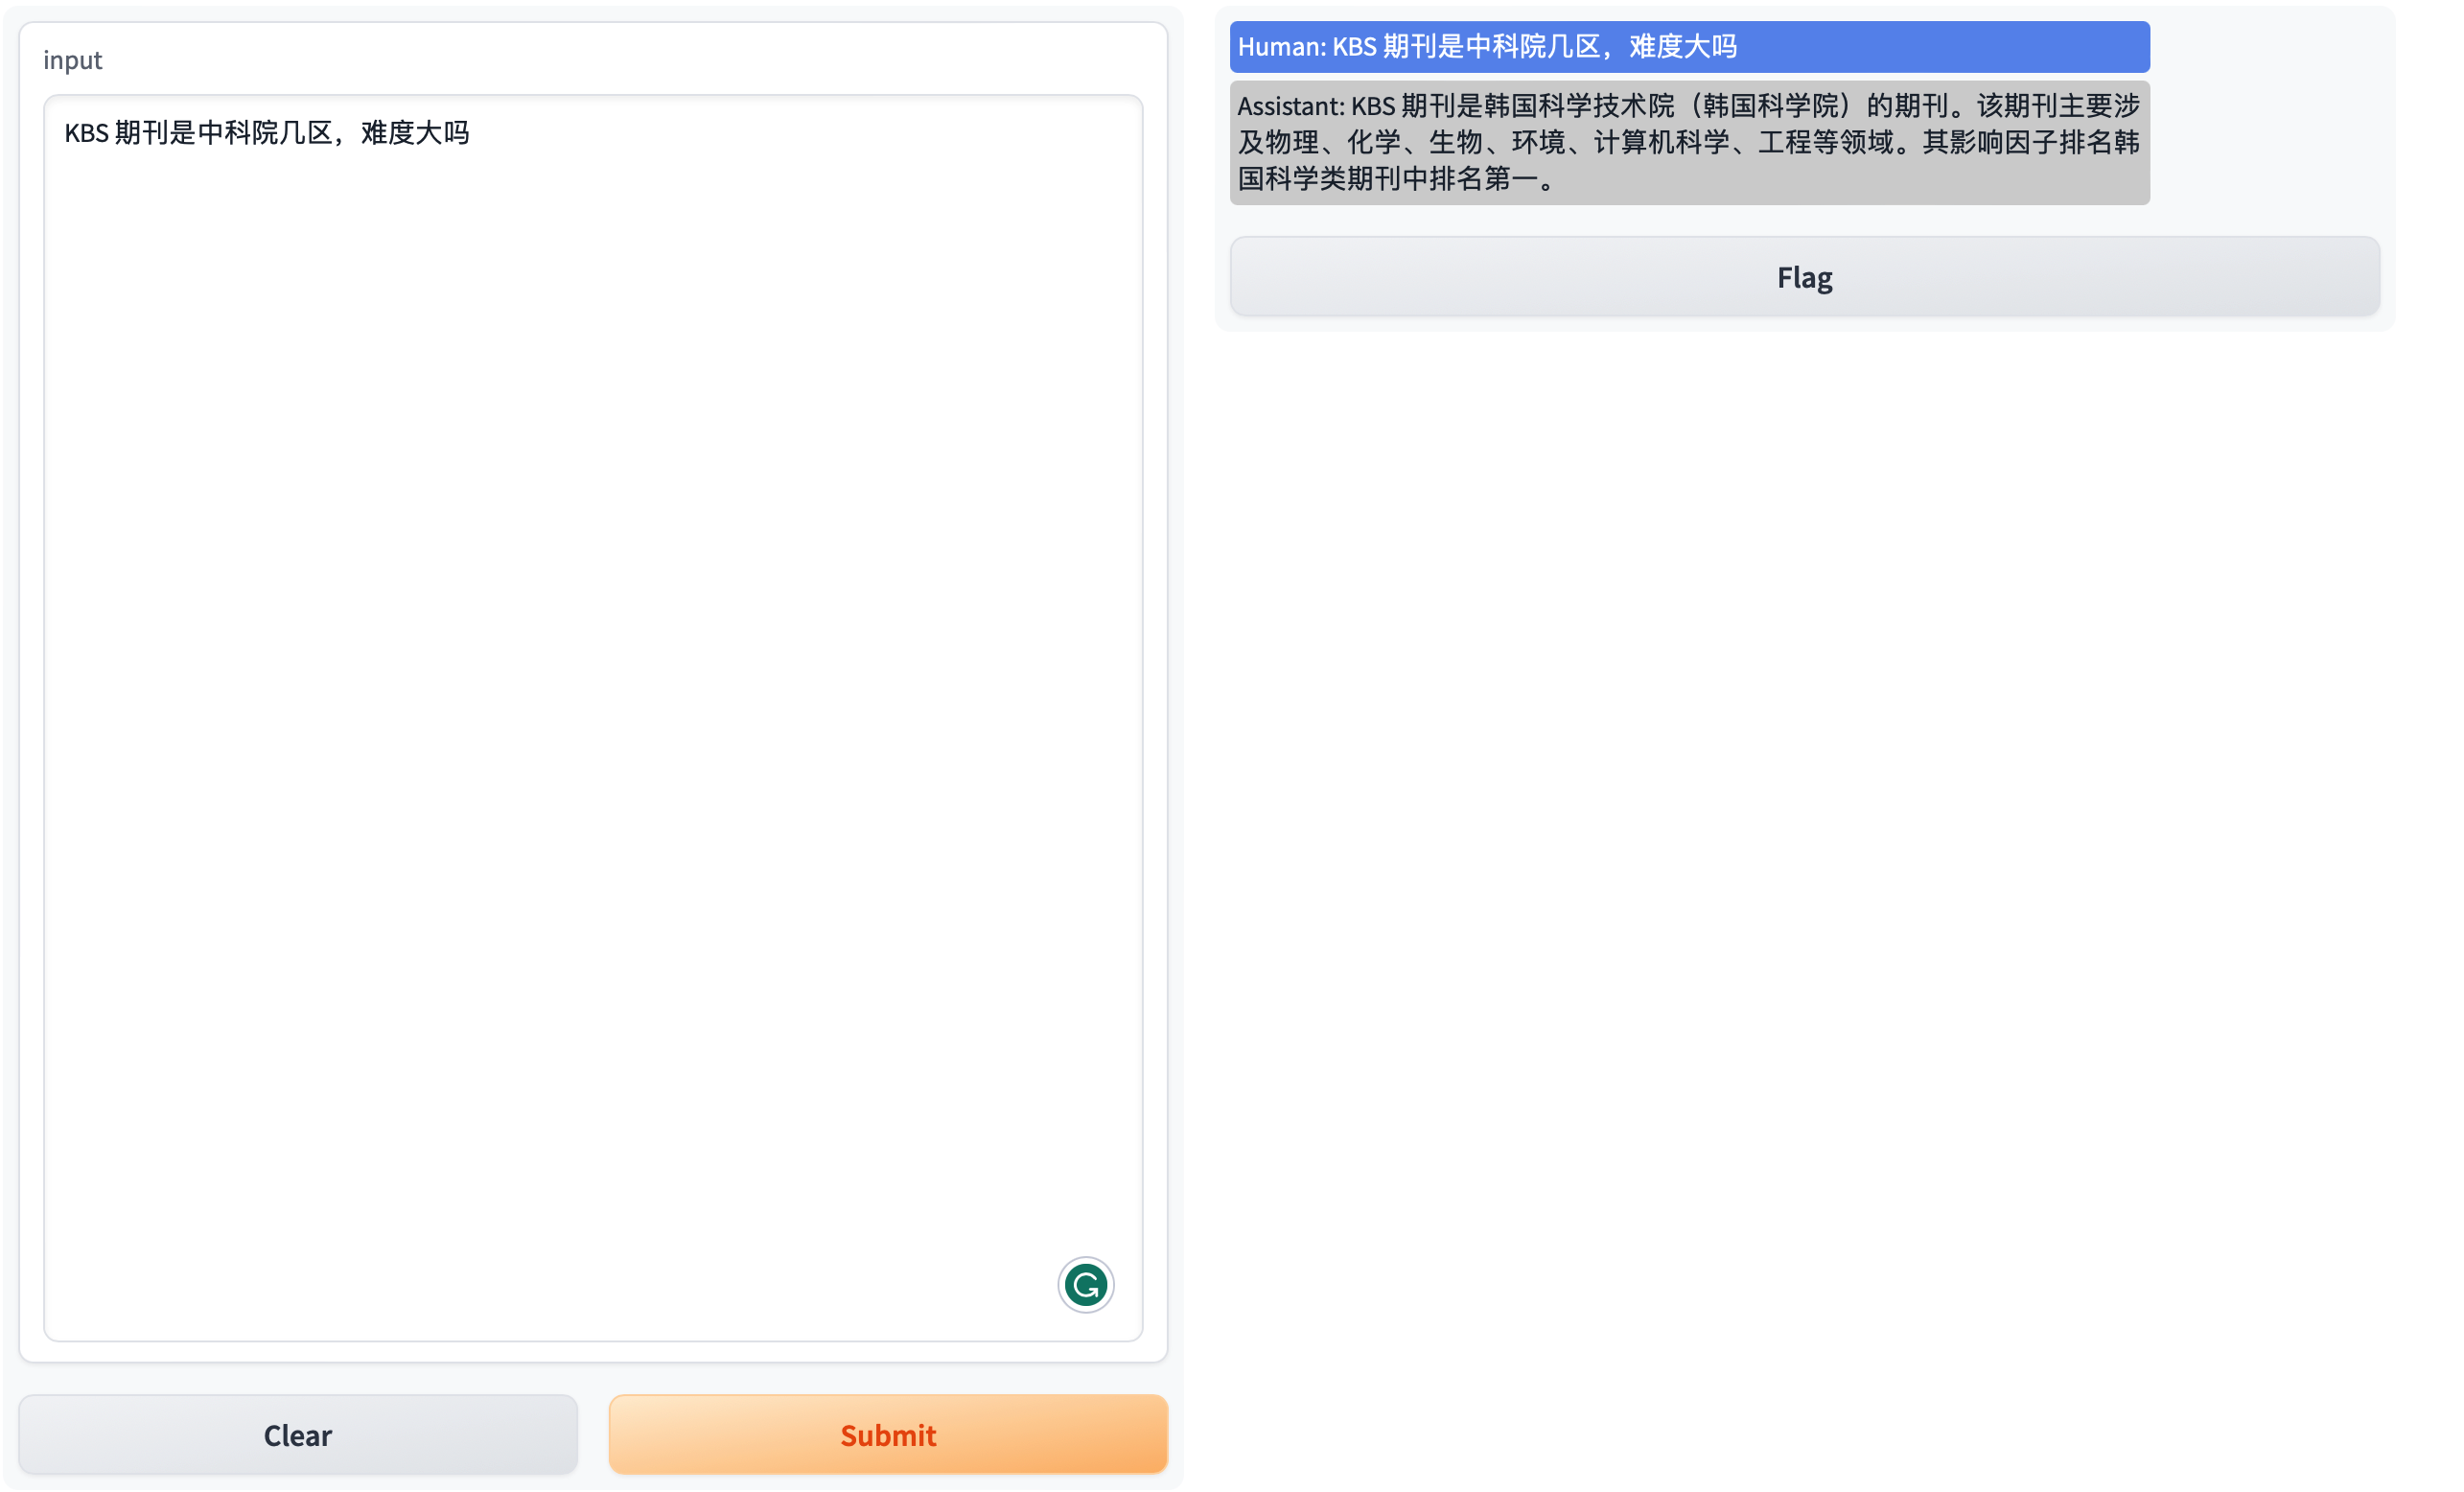 input
KBS 期刊是中科院几区，难度大吗
Clear
Submit
Human: KBS 期刊是中科院几区，难度大吗
Assistant: KBS 期刊是韩国科学技术院（韩国科学院）的期刊。该期刊主要涉
及物理、化学、生物、环境、计算机科学、工程等领域。其影响因子排名韩
国科学类期刊中排名第一。
Flag